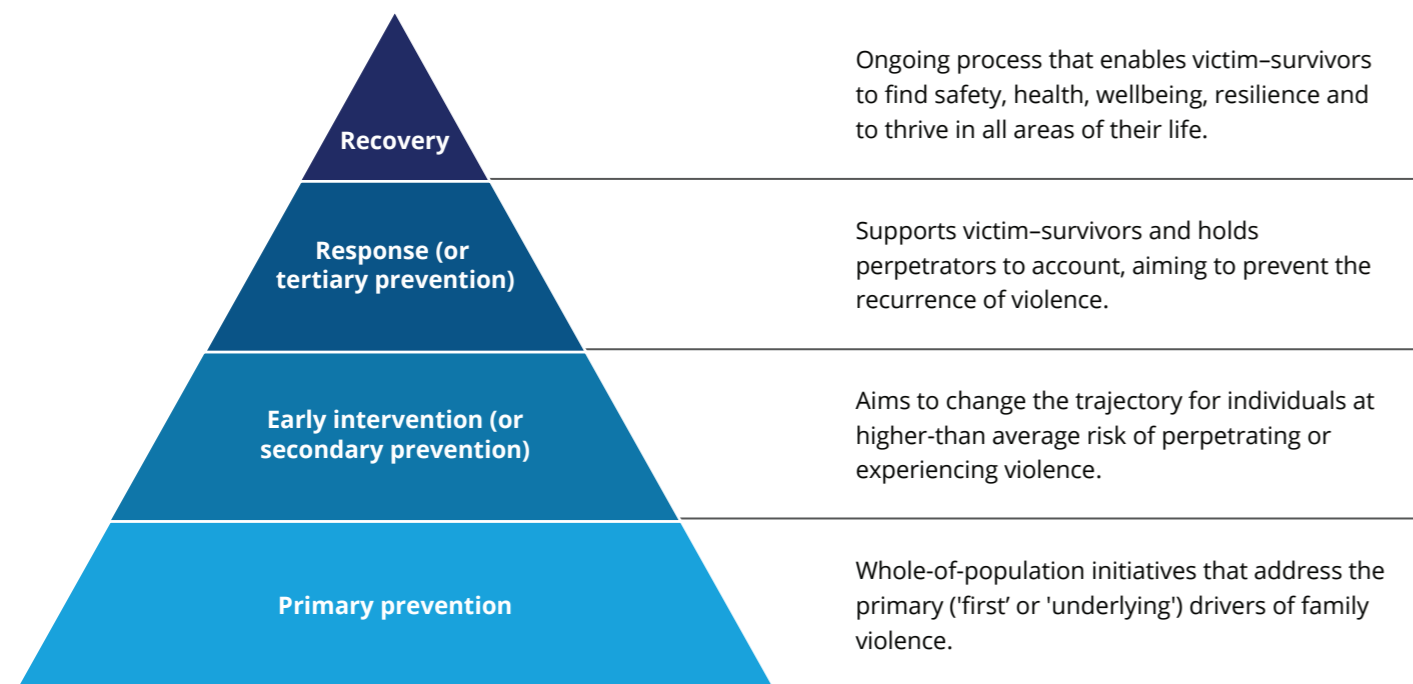 Recovery
Ongoing process that enables victim–survivors
to find safety, health, wellbeing, resilience and
to thrive in all areas of their life.
Response (or
tertiary prevention)
Supports victim–survivors and holds
perpetrators to account, aiming to prevent the
recurrence of violence.
Early intervention (or
secondary prevention)
Aims to change the trajectory for individuals at
higher-than average risk of perpetrating or
experiencing violence.
Primary prevention
Whole-of-population initiatives that address the
primary ('first’ or 'underlying') drivers of family
violence.